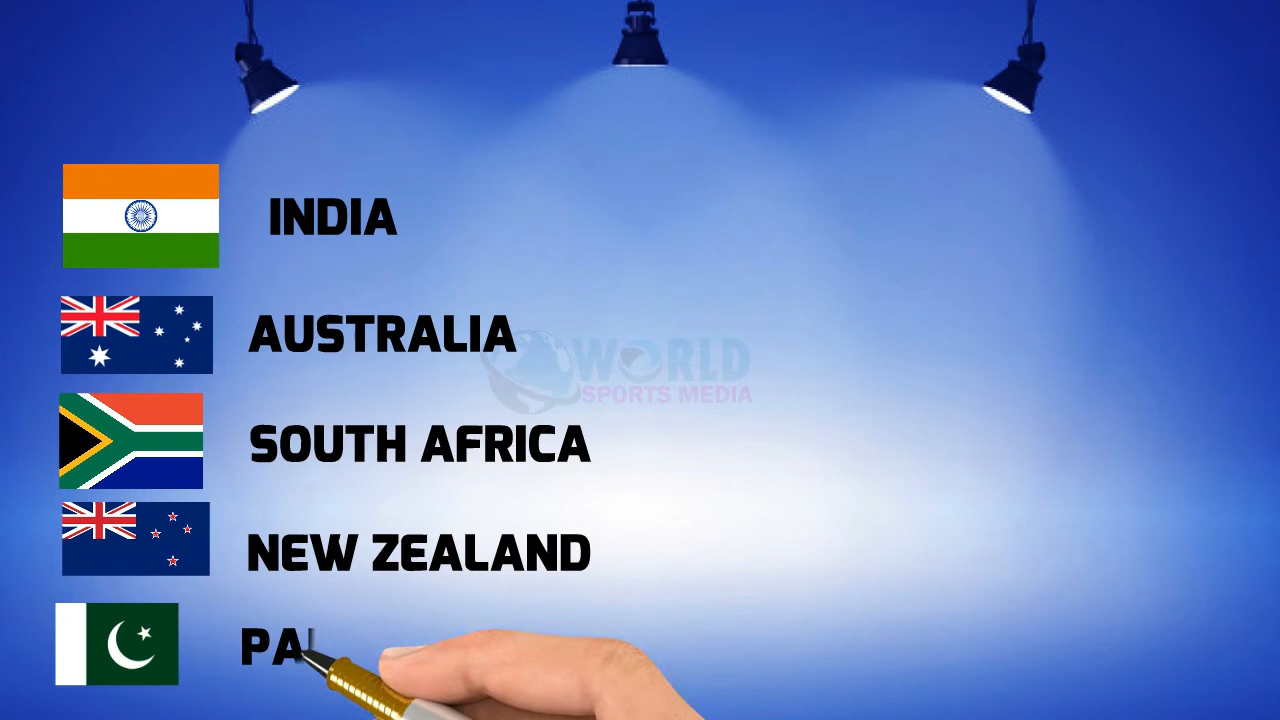 INDIA
AUSTRALIA
WORLD
SPORTS MEDIA
SOUTH AFRICA
NEW ZEALAND
PA